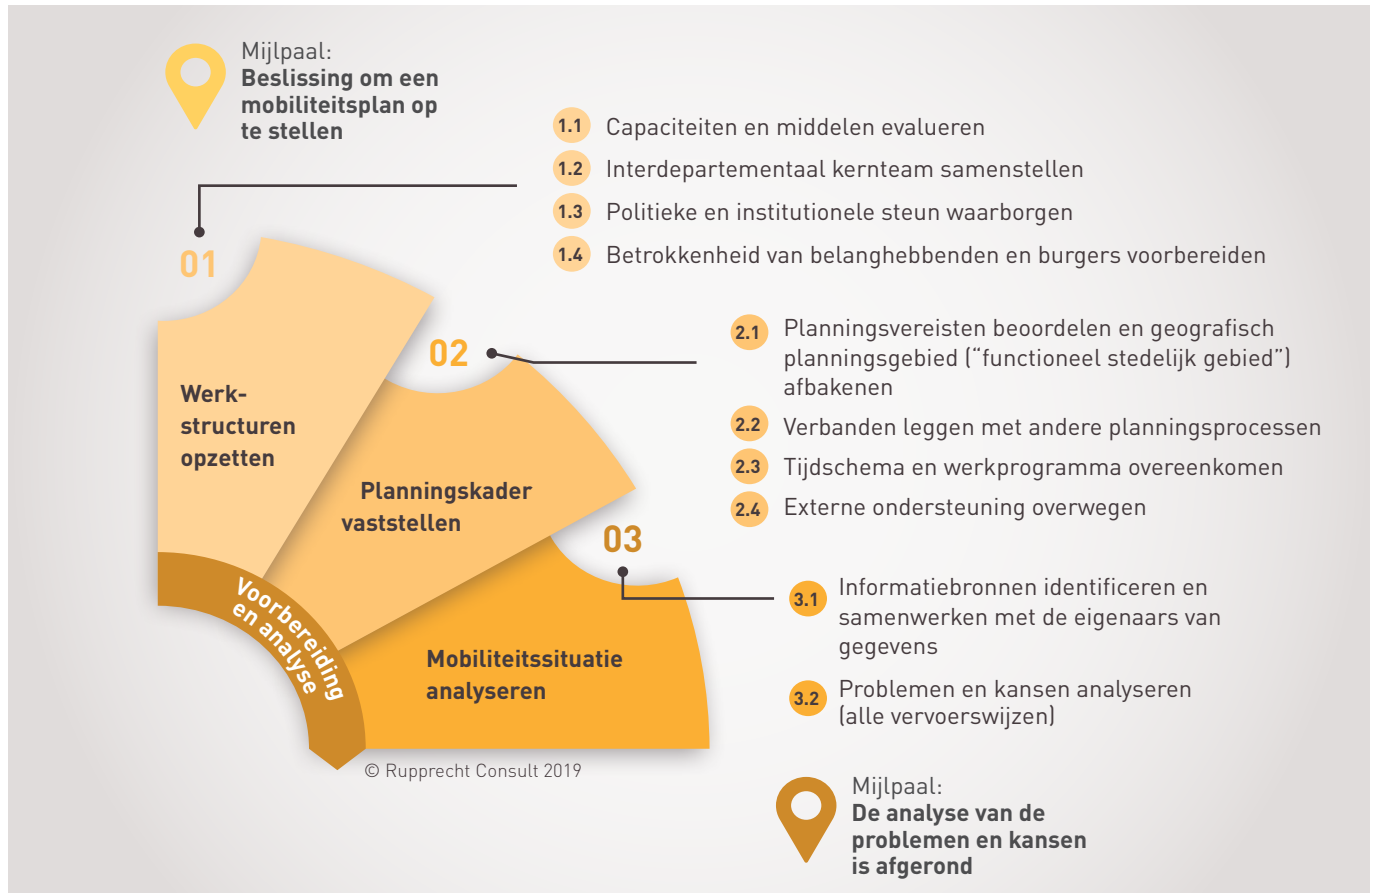 Mijlpaal:
Beslissing om een
mobiliteitsplan op
te stellen
01
1.1 Capaciteiten en middelen evalueren
1.2 Interdepartementaal kernteam samenstellen
1.3 Politieke en institutionele steun waarborgen
1.4 Betrokkenheid van belanghebbenden en burgers voorbereiden
Werk-
structuren
opzetten
02
2.1 Planningsvereisten beoordelen en geografisch
planningsgebied (“functioneel stedelijk gebied”)
afbakenen
2.2 Verbanden leggen met andere planningsprocessen
2.3 Tijdschema en werkprogramma overeenkomen
2.4 Externe ondersteuning overwegen
Planningskader
vaststellen
03
3.1 Informatiebronnen identificeren en
samenwerken met de eigenaars van
gegevens
3.2 Problemen en kansen analyseren
(alle vervoerswijzen)
Mobiliteitssituatie
analyseren
Voorbereiding
en analyse
© Rupprecht Consult 2019
Mijlpaal:
De analyse van de
problemen en kansen
is afgerond